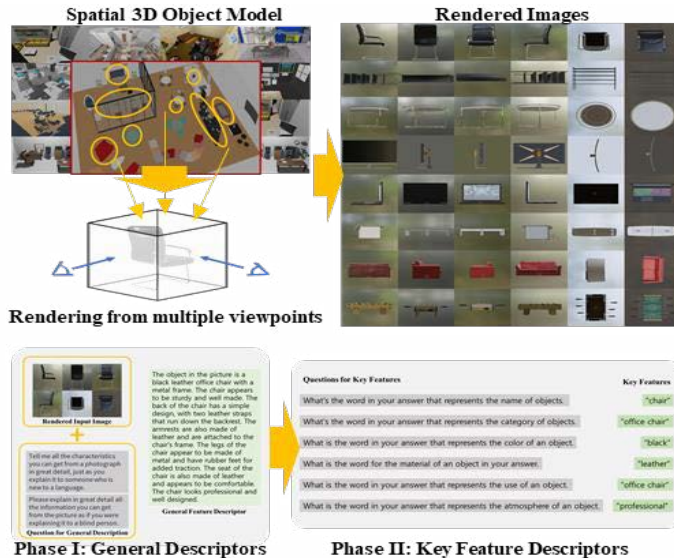 Spatial 3D Object Model
Rendered Images
Rendering from multiple viewpoints
Rendered Input Image
+
Tell me all the characteristics
you can get from a photograph
in great detail, just as you
explain it to someone who is
new to a language.
Please explain in great detail all
the information you can get
from the picture as if you were
explaining it to a blind person.
Question for General Description
The object in the picture is a
black leather office chair with a
metal frame. The chair appears
to be sturdy and well made. The
back of the chair has a simple
design, with two leather straps
that run down the backrest. The
armrests are also made of
leather and are attached to the
chair's frame. The legs of the
chair appear to be made of
metal and have rubber feet for
added traction. The seat of the
chair is also made of leather
and appears to be comfortable.
The chair looks professional and
well designed.
General Feature Descriptor
Questions for Key Features
Key Features
What's the word in your answer that represents the name of objects.
"chair"
What's the word in your answer that represents the category of objects.
"office chair"
What is the word in your answer that represents the color of an object.
"black"
What is the word for the material of an object in your answer.
"leather"
What is the word in your answer that represents the use of an object.
"office chair"
What is the word in your answer that represents the atmosphere of an object.
"professional"
Phase I: General Descriptors
Phase II: Key Feature Descriptors